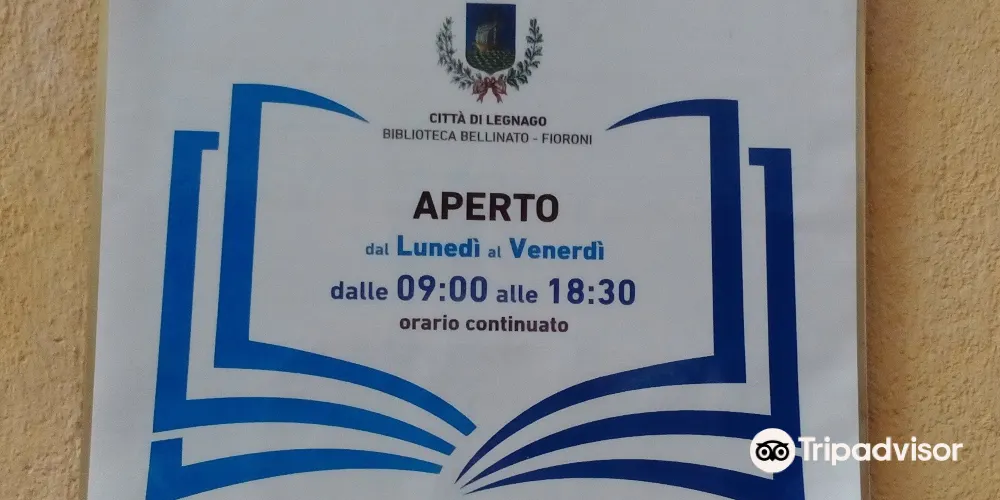 CITTÀ DI LEGNAGO
BIBLIOTECA BELLINATO - FIORONI
APERTO
dal Lunedì al Venerdì
dalle 09:00 alle 18:30
orario continuato
Tripadvisor